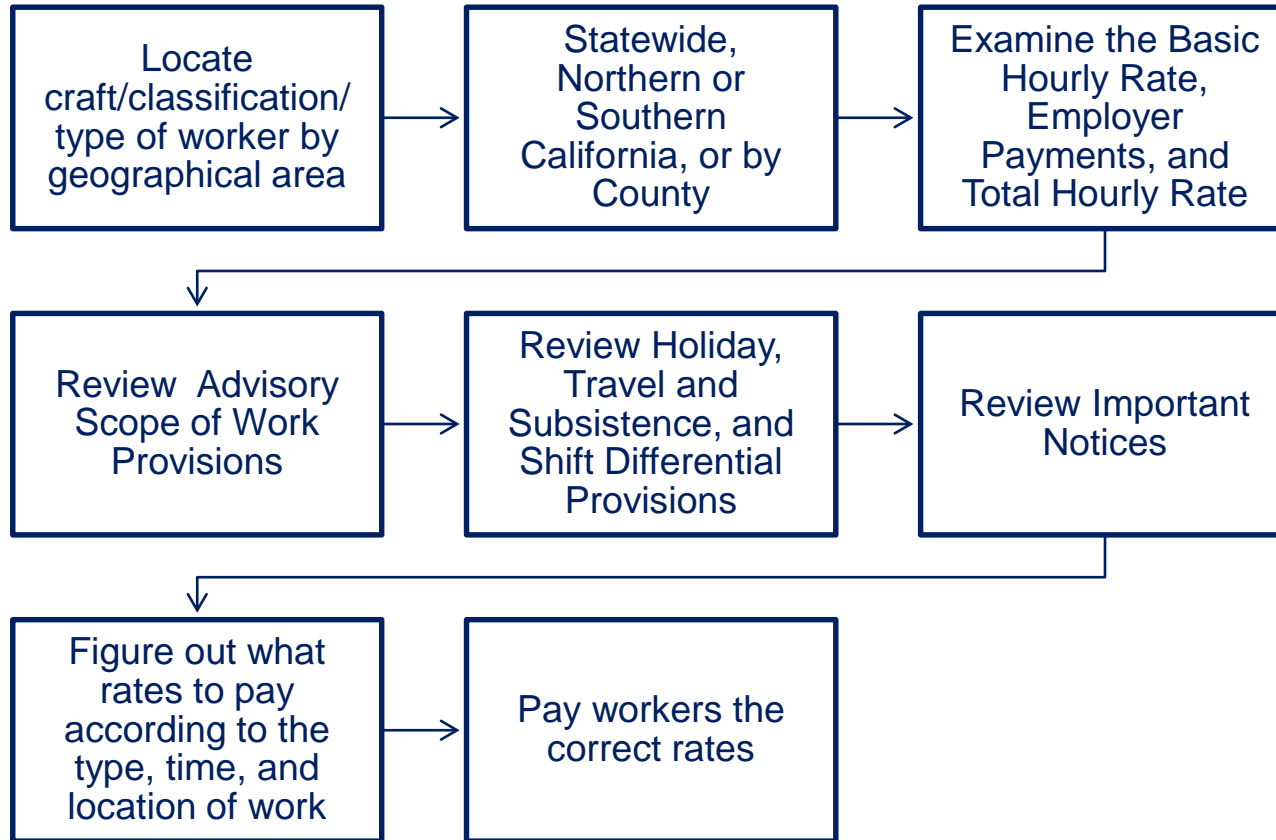 Locate
craft/classification/
type of worker by
geographical area
Statewide,
Northern or
Southern
California, or by
County
Examine the Basic
Hourly Rate,
Employer
Payments, and
Total Hourly Rate
Review  Advisory
Scope of Work
Provisions
Review Holiday,
Travel and
Subsistence, and
Shift Differential
Provisions
Review Important
Notices
Figure out what
rates to pay
according to the
type, time, and
location of work
Pay workers the
correct rates